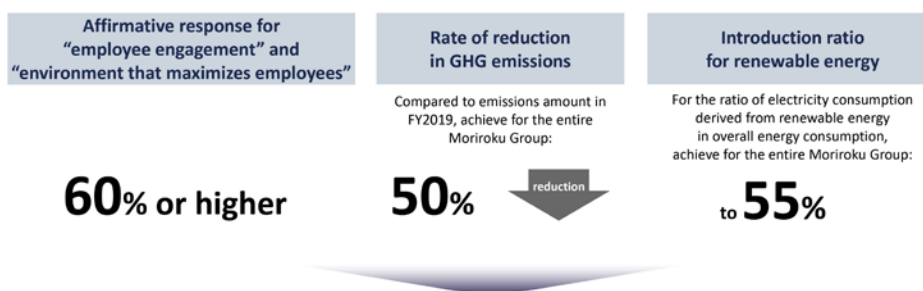 Affirmative response for
“employee engagement” and
“environment that maximizes employees”
60% or higher
Rate of reduction
in GHG emissions
Compared to emissions amount in
FY2019, achieve for the entire
Moriroku Group:
50%
reduction
Introduction ratio
for renewable energy
For the ratio of electricity consumption
derived from renewable energy
in overall energy consumption,
achieve for the entire Moriroku Group:
to 55%